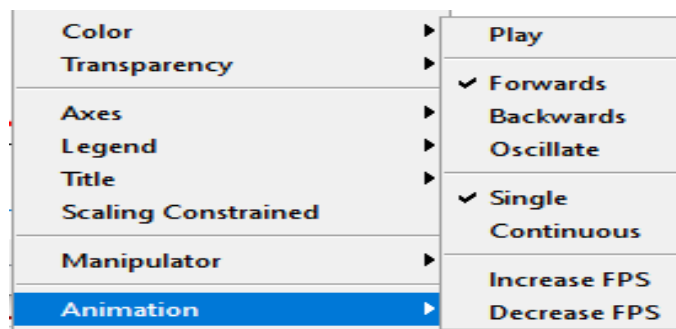 Color
Transparency
Axes
Legend
Title
Scaling Constrained
Manipulator
Animation
Play
Forwards
Backwards
Oscillate
Single
Continuous
Increase FPS
Decrease FPS